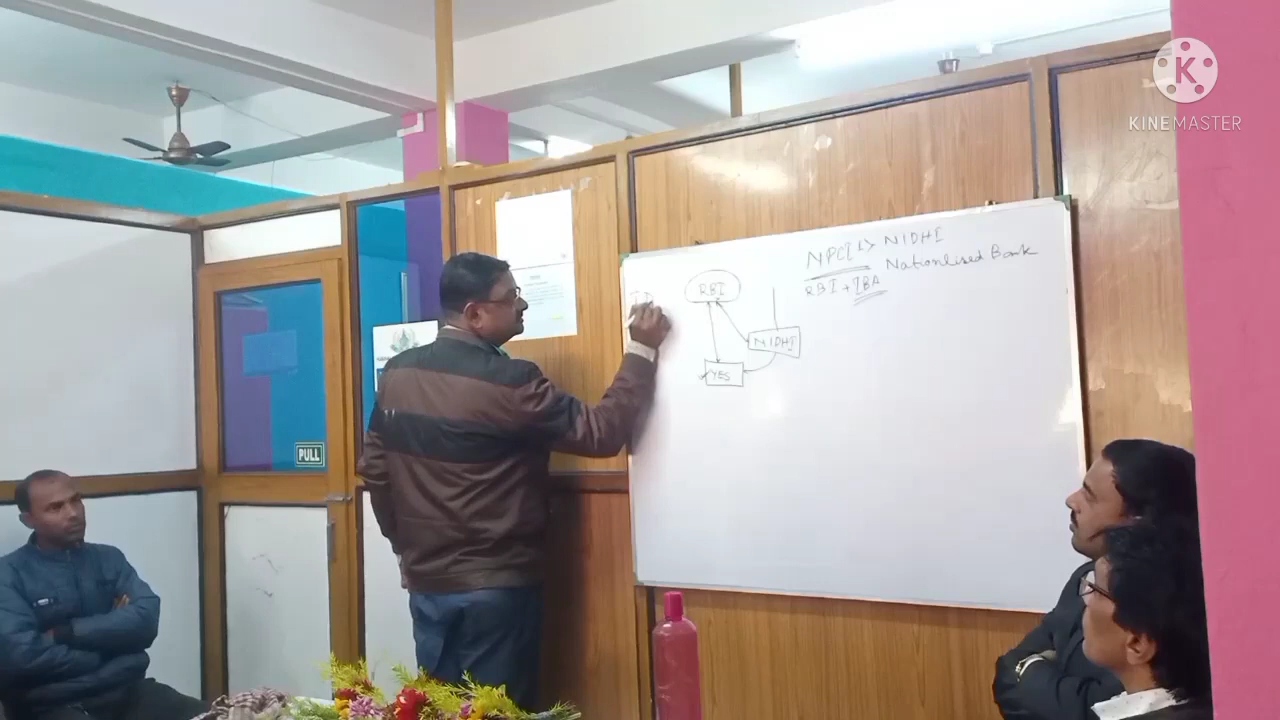 K
KINEMASTER
NPCI <> NIDHI
Nationlised Bank
RBI + IBA
RBI
NIDHI
YES
PULL